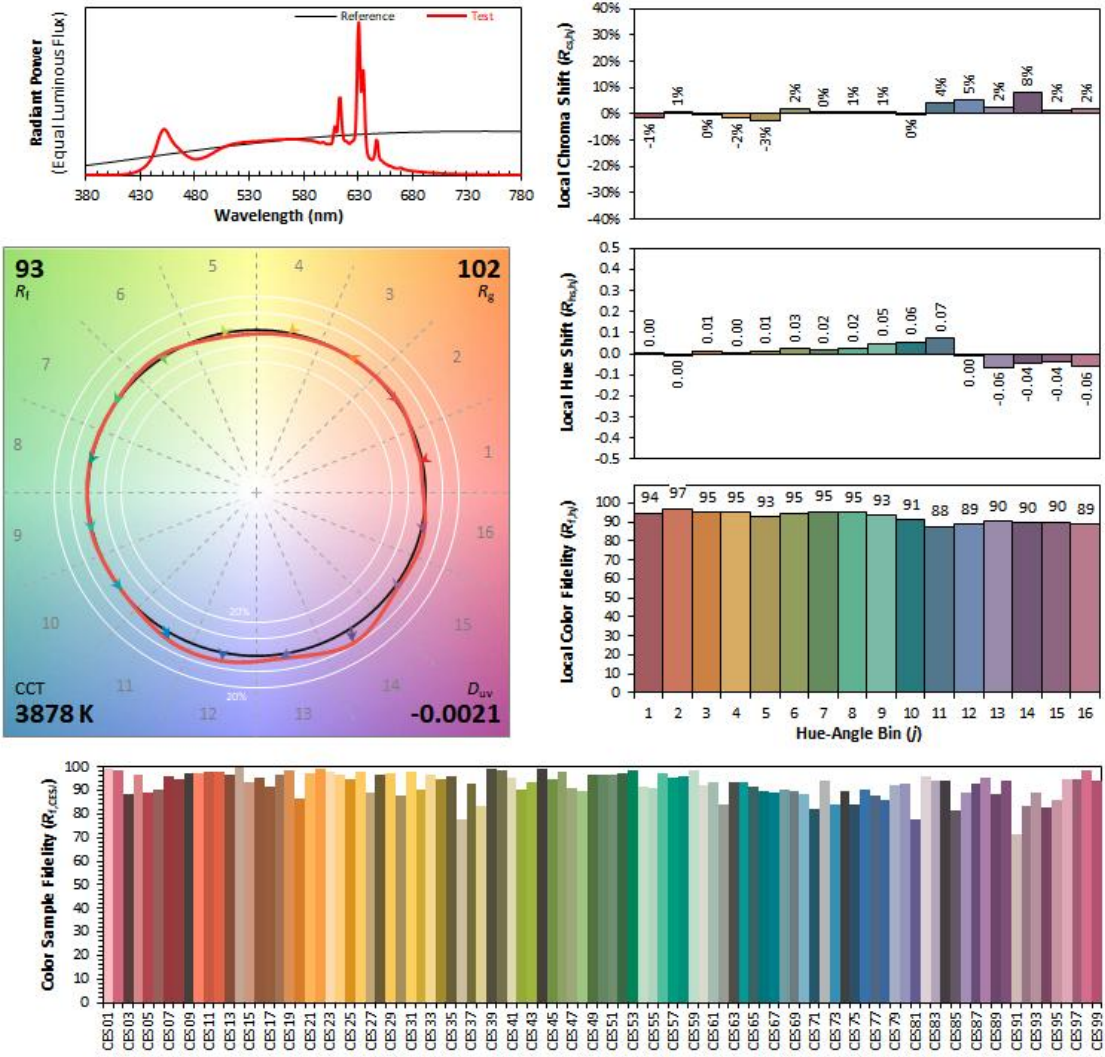 Reference Test
Radiant Power
(Equal Luminous Flux)
380 430 480 530 580 630 680 730 780
Wavelength (nm)
Local Chroma Shift (Rcs,hj)
40%
30%
20%
10%
0%
-10%
-20%
-30%
-40%
-1% 1% 0% -2% -3% 2% 0% 1% 1% 0% 4% 5% 2% 8% 2% 2%
93
Rf
102
Rg
5 4
6 3
7 2
8 1
9 16
10 15
11 14
12 13
20%
20%
CCT
3878 K
Duv
-0.0021
Local Hue Shift (Rhs,hj)
0.5
0.4
0.3
0.2
0.1
0.0
-0.1
-0.2
-0.3
-0.4
-0.5
0.00 0.00 0.01 0.00 0.01 0.03 0.02 0.02 0.05 0.06 0.07 0.00 -0.06 -0.04 -0.04 -0.06
Local Color Fidelity (Rf,hj)
100
90
80
70
60
50
40
30
20
10
0
94 97 95 95 93 95 95 95 93 91 88 89 90 90 90 89
1 2 3 4 5 6 7 8 9 10 11 12 13 14 15 16
Hue-Angle Bin (j)
Color Sample Fidelity (Rf,CESi)
100
90
80
70
60
50
40
30
20
10
0
CES01 CES03 CES05 CES07 CES09 CES11 CES13 CES15 CES17 CES19 CES21 CES23 CES25 CES27 CES29 CES31 CES33 CES35 CES37 CES39 CES41 CES43 CES45 CES47 CES49 CES51 CES53 CES55 CES57 CES59 CES61 CES63 CES65 CES67 CES69 CES71 CES73 CES75 CES77 CES79 CES81 CES83 CES85 CES87 CES89 CES91 CES93 CES95 CES97 CES99